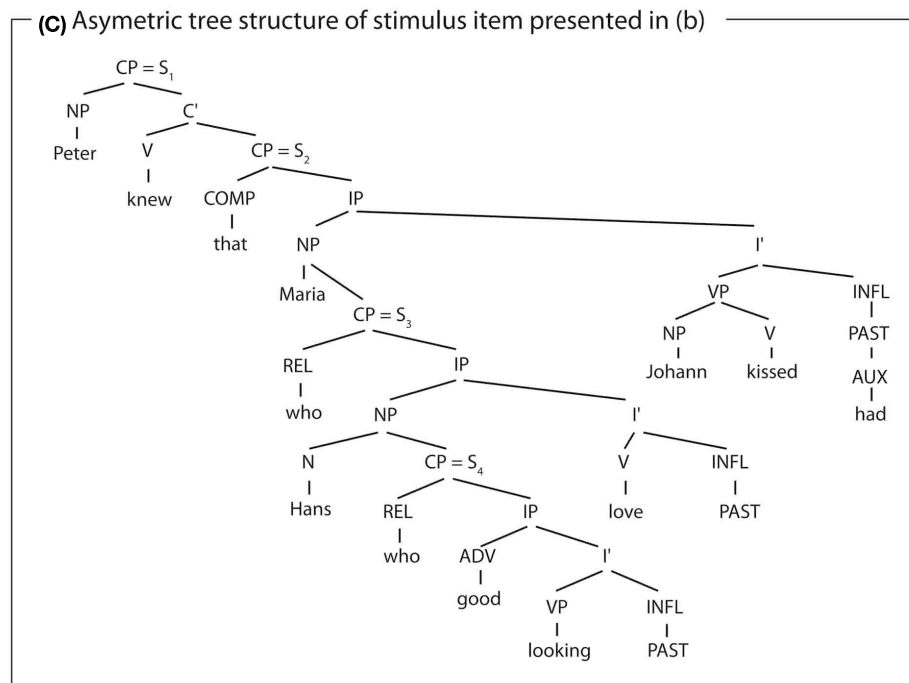 (C) Asymetric tree structure of stimulus item presented in (b)
CP = S1
NP C'
Peter V CP = S2
knew COMP IP
that NP I'
Maria VP INFL
CP = S3 NP V PAST
REL IP Johann kissed AUX
who NP I' had
N CP = S4 V INFL
Hans REL IP love PAST
who ADV I'
good VP INFL
looking PAST